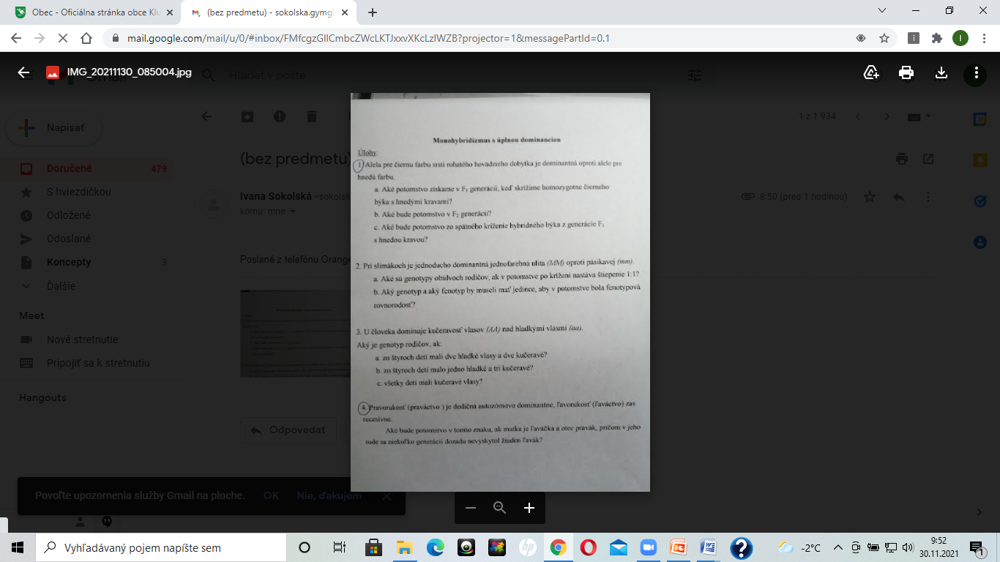 Obec - Oficiálna stránka obce Klu
(bez predmetu) - sokolska.gymgl
mail.google.com/mail/u/0/#inbox/FMfcgzGllCmbcZWcLKTJxxvXKcLzlWZB?projector=1&messagePartId=0.1
I
IMG_20211130_085004.jpg
Hľadať v pošte
Napísať
1 z 1 934
Doručené 479
S hviezdičkou
Odložené
Odoslané
Koncepty 3
Ďalšie
Meet
Nové stretnutie
Pripojiť sa k stretnutiu
Hangouts
(bez predmetu)
Ivana Sokolská <sokolsk
komu: mne
8:50 (pred 1 hodinou)
Poslané z telefónu Orange
Odpovedať
Monohybridizmus s úplnou dominanciou
Úlohy:
1. Alela pre čiernu farbu srsti rohatého hovädzieho dobytka je dominantná oproti alele pre
hnedú farbu.
a. Aké potomstvo získame v F1 generácii, keď skrížime homozygotne čierneho
býka s hnedými kravami?
b. Aké bude potomstvo v F2 generácii?
c. Aké bude potomstvo zo spätného kríženie hybridného býka z generácie F1
s hnedou kravou?
2. Pri slimákoch je jednoducho dominantná jednofarebná ulita (MM) oproti pásikavej (mm).
a. Aké sú genotypy obidvoch rodičov, ak v potomstve po krížení nastáva štiepenie 1:1?
b. Aký genotyp a aký fenotyp by museli mať jedince, aby v potomstve bola fenotypová
rovnorodosť?
3. U človeka dominuje kučeravosť vlasov (AA) nad hladkými vlasmi (aa).
Aký je genotyp rodičov, ak:
a. zo štyroch detí mali dve hladké vlasy a dve kučeravé?
b. zo štyroch detí malo jedno hladké a tri kučeravé?
c. všetky deti mali kučeravé vlasy?
4. Pravorukosť (praváctvo ) je dedičná autozómovo dominantne, ľavorukosť (ľaváctvo) zas
recesívne.
Aké bude potomstvo v tomto znaku, ak matka je ľaváčka a otec pravák, pričom v jeho
rode sa niekoľko generácií dozadu nevyskytol žiaden ľavák?
Povoľte upozornenia služby Gmail na ploche. OK Nie, ďakujem
Vyhľadávaný pojem napíšte sem
hp
-2°C
9:52
30.11.2021
1